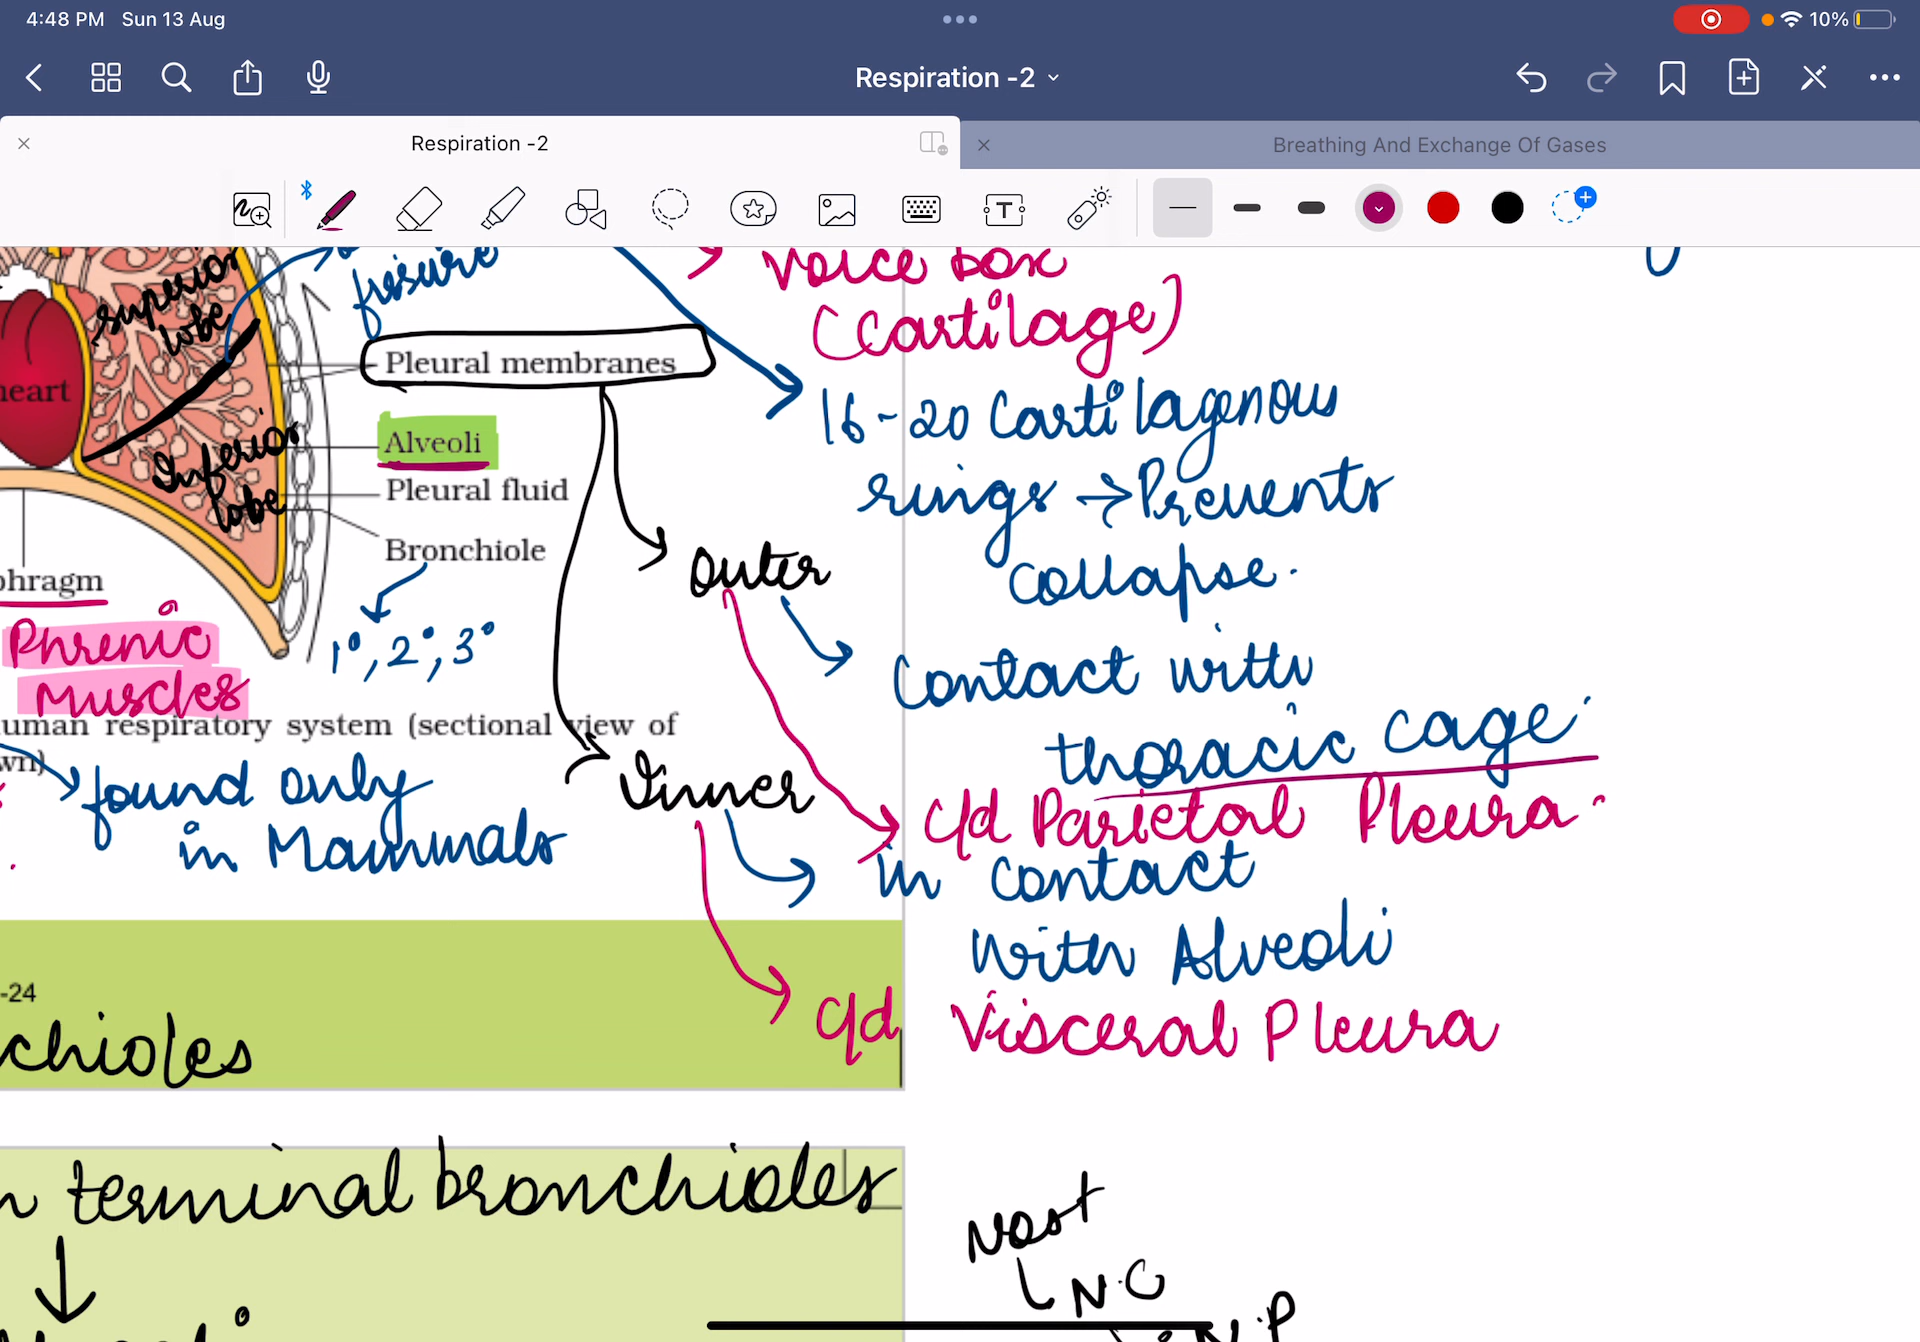 4:48 PM Sun 13 Aug
10%
Respiration -2
Respiration -2
Breathing And Exchange Of Gases
fissure
Voice box
(Cartilage)
Superior
lobe
Pleural membranes
heart
16-20 Cartilagenous
rings → Prevents
collapse.
Alveoli
Inferior
lobe
Pleural fluid
Bronchiole
1°, 2°, 3°
phragm
Phrenic
Muscles
outer
Contact with
thoracic cage.
c/d Parietal Pleura.
uman respiratory system (sectional view of
wn)
found only
in Mammals
Inner
in contact
with Alveoli
c/d Visceral Pleura
-24
chioles
terminal bronchioles
N.C
N.P